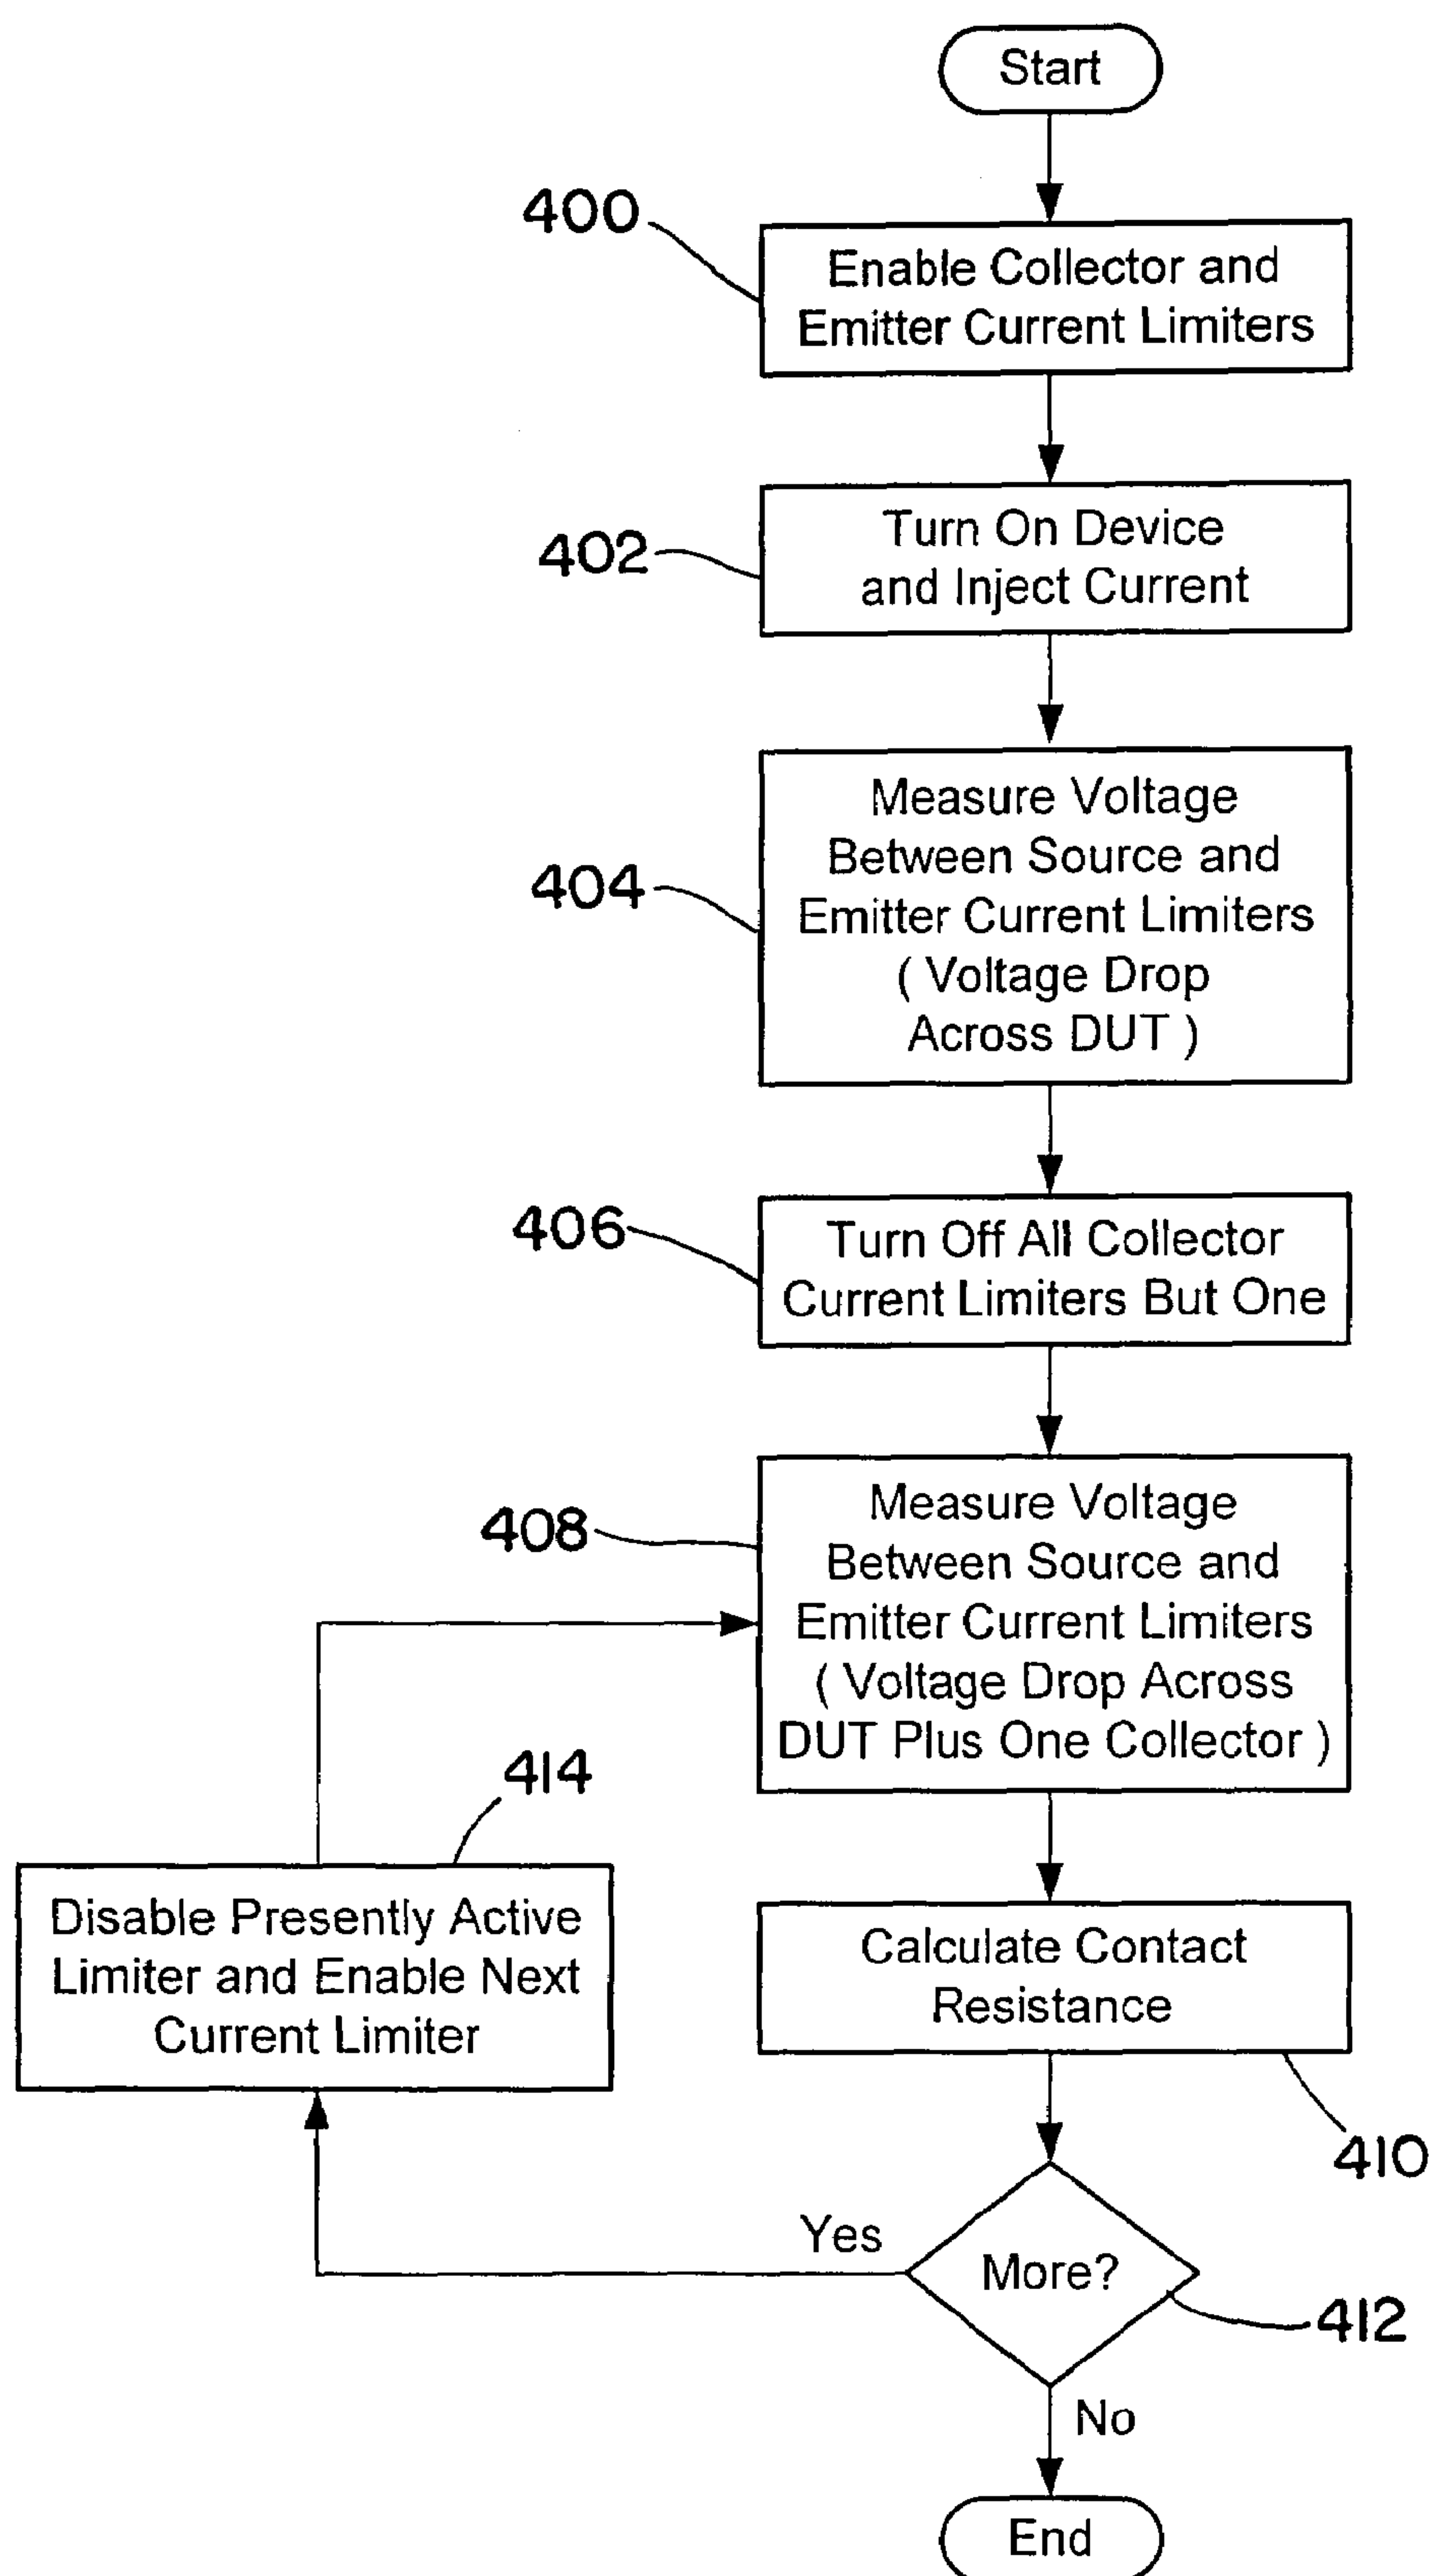 Start
400
Enable Collector and
Emitter Current Limiters
402
Turn On Device
and Inject Current
404
Measure Voltage
Between Source and
Emitter Current Limiters
( Voltage Drop
Across DUT )
406
Turn Off All Collector
Current Limiters But One
408
Measure Voltage
Between Source and
Emitter Current Limiters
( Voltage Drop Across
DUT Plus One Collector )
414
Disable Presently Active
Limiter and Enable Next
Current Limiter
Calculate Contact
Resistance
410
Yes
More?
412
No
End